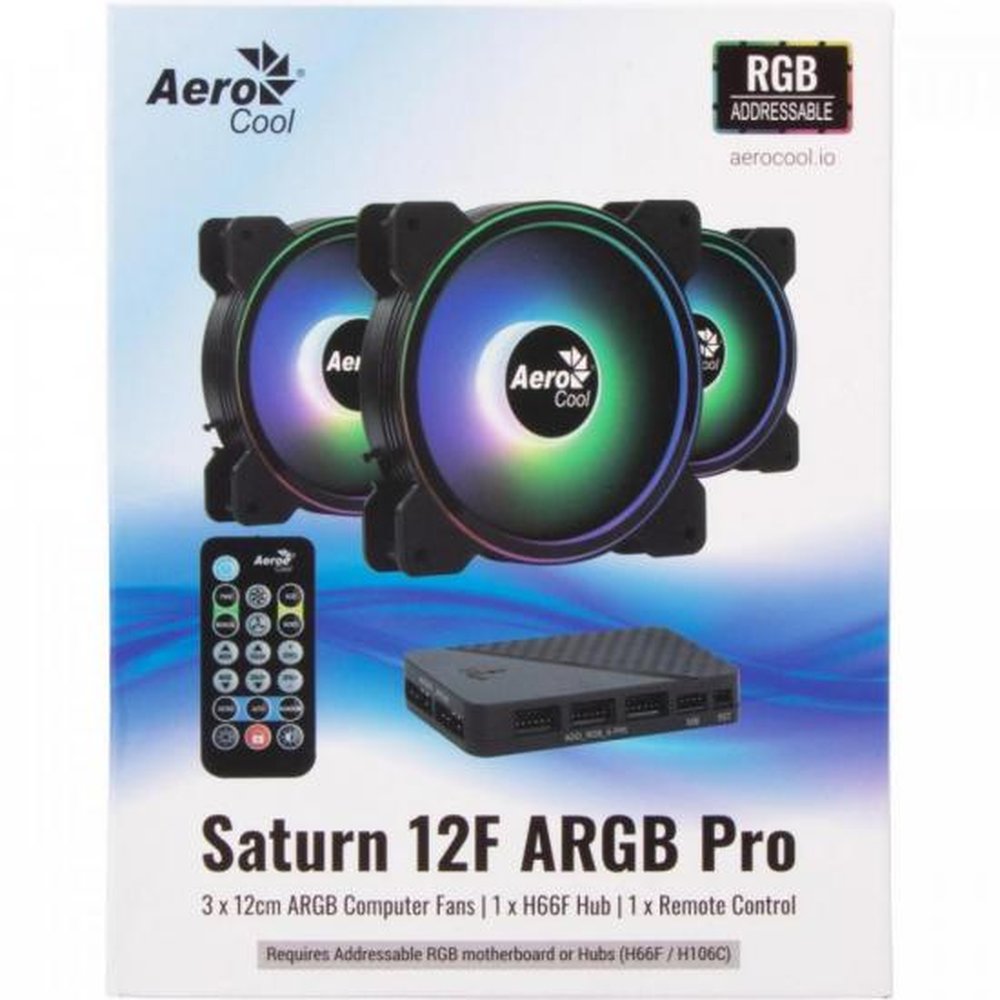 Aero
Cool
RGB
ADDRESSABLE
aerocool.io
Aero
Cool
Aero
Cool
Saturn 12F ARGB Pro
3 x 12cm ARGB Computer Fans | 1 x H66F Hub | 1 x Remote Control
Requires Addressable RGB motherboard or Hubs (H66F / H106C)